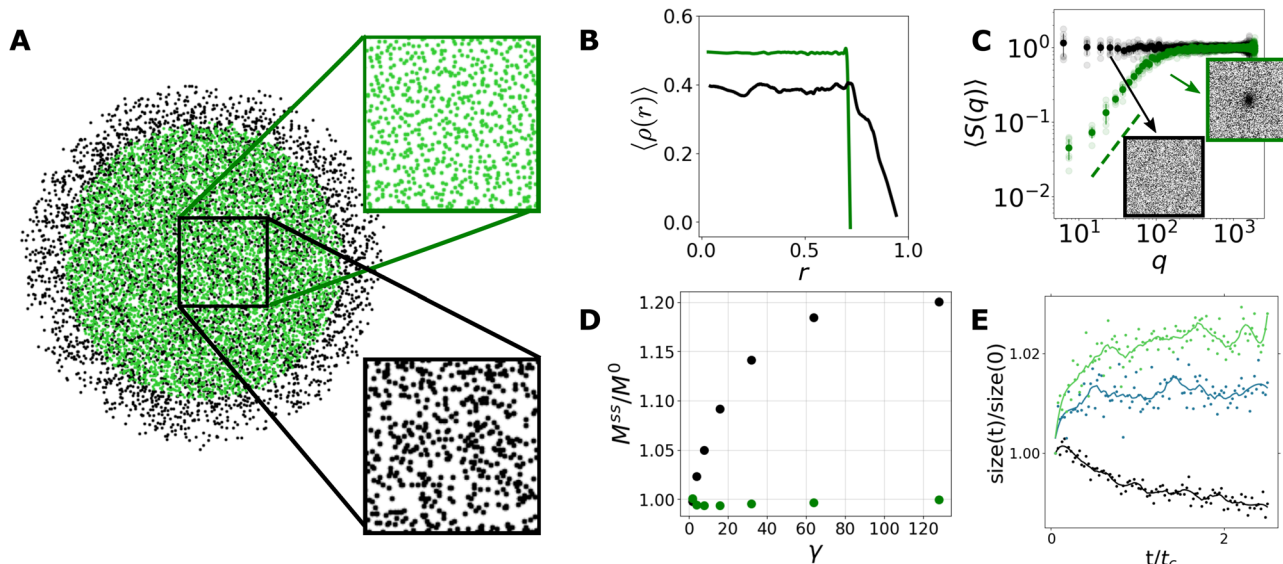 A
B
0.6
0.4
0.2
0.0
⟨ρ(r)⟩
0.0
0.5
1.0
r
C
10⁰
10⁻¹
10⁻²
⟨S(q)⟩
10¹
10²
10³
q
D
1.20
1.15
1.10
1.05
1.00
Mˢˢ/M⁰
0
20
40
60
80
100
120
γ
E
1.02
1.00
size(t)/size(0)
0
2
t/t_c